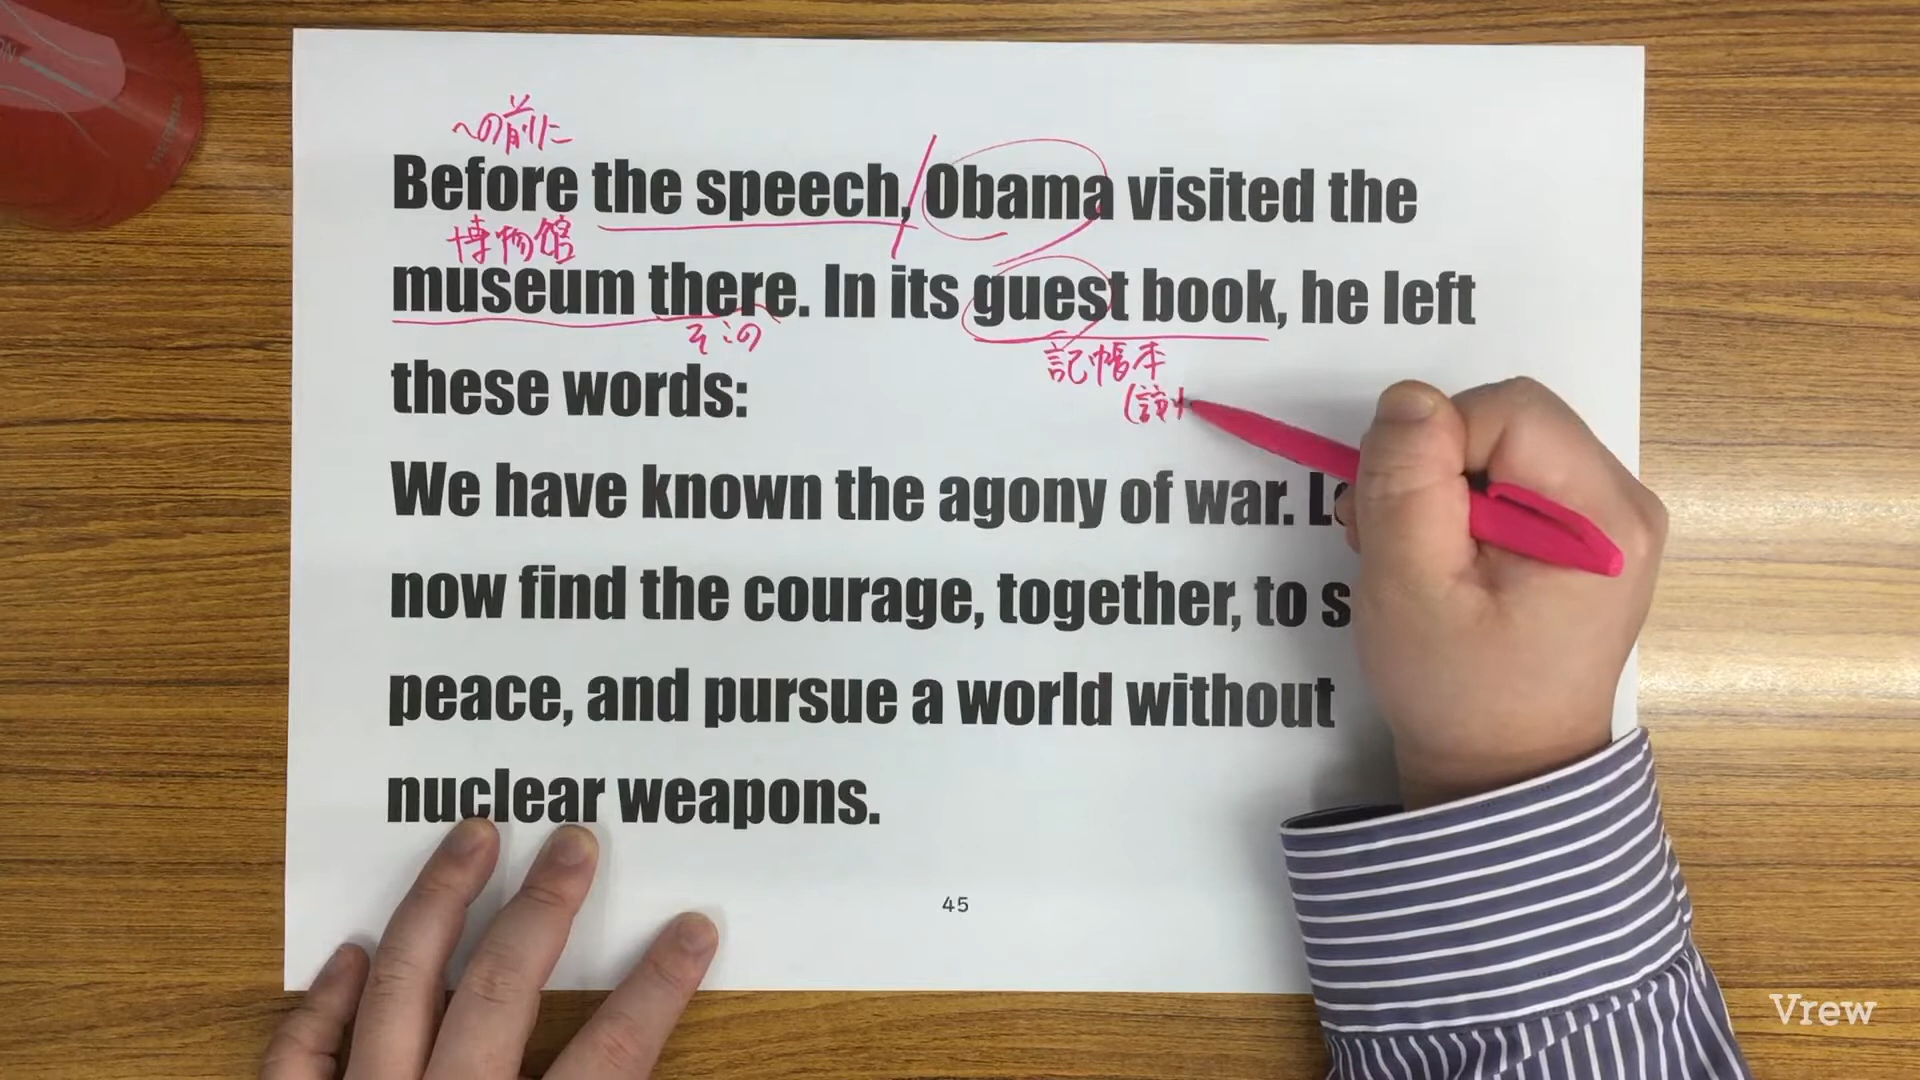 への前に
Before the speech, Obama visited the
博物館
museum there. In its guest book, he left
そこの
記帳本
these words:
We have known the agony of war.
now find the courage, together, to
peace, and pursue a world without
nuclear weapons.
45
Vrew